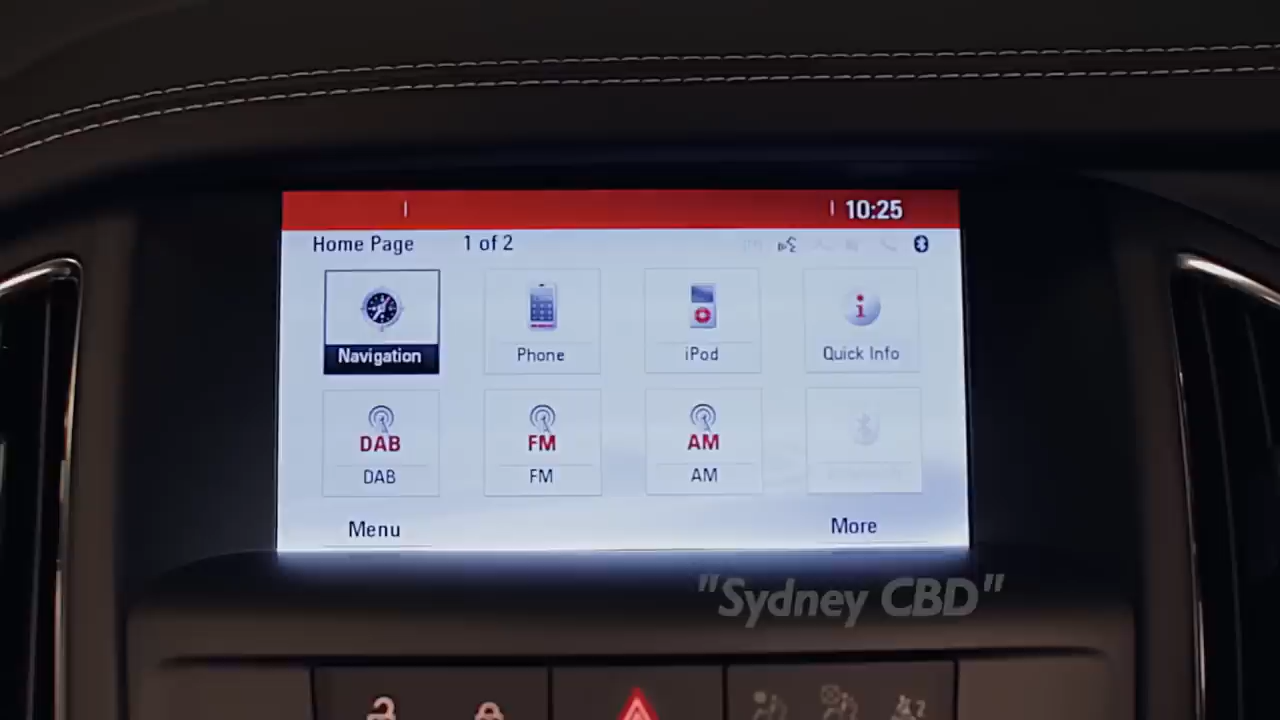 10:25
Home Page 1 of 2
Navigation Phone iPod Quick Info
DAB FM AM
DAB FM AM
Menu More
"Sydney CBD"